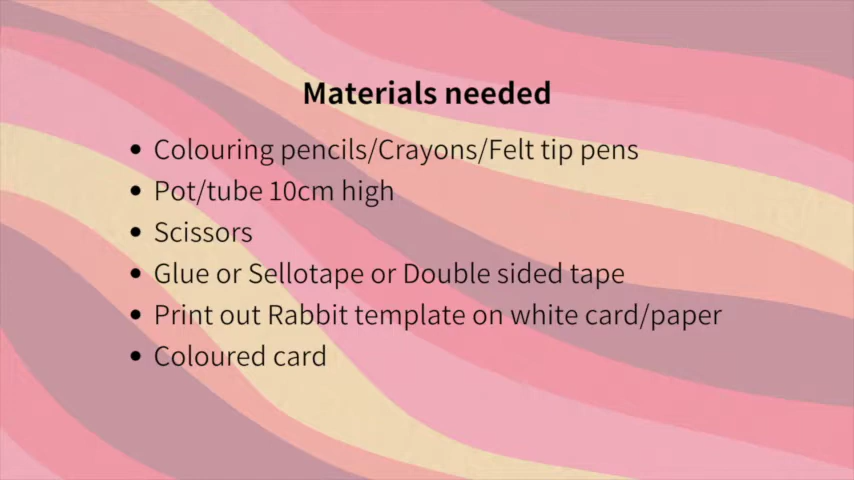 Materials needed
• Colouring pencils/Crayons/Felt tip pens
• Pot/tube 10cm high
• Scissors
• Glue or Sellotape or Double sided tape
• Print out Rabbit template on white card/paper
• Coloured card